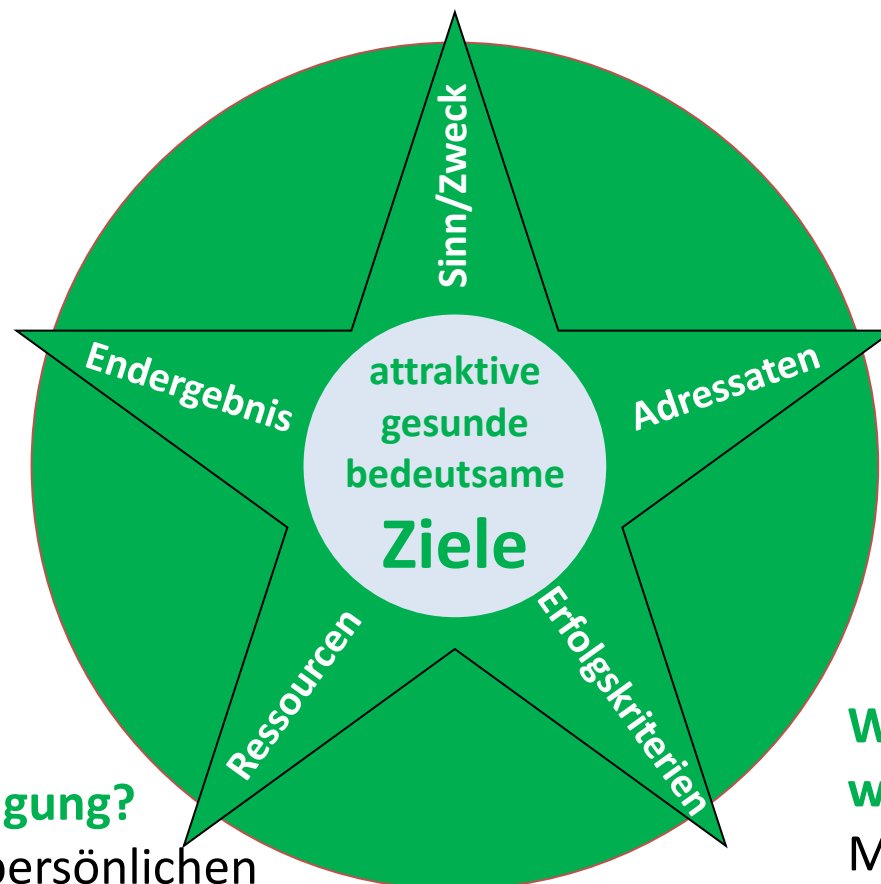 Sinn/Zweck
Endergebnis
Adressaten
attraktive
gesunde
bedeutsame
Ziele
Ressourcen
Erfolgskriterien
gung?
persönlichen
W
w
M